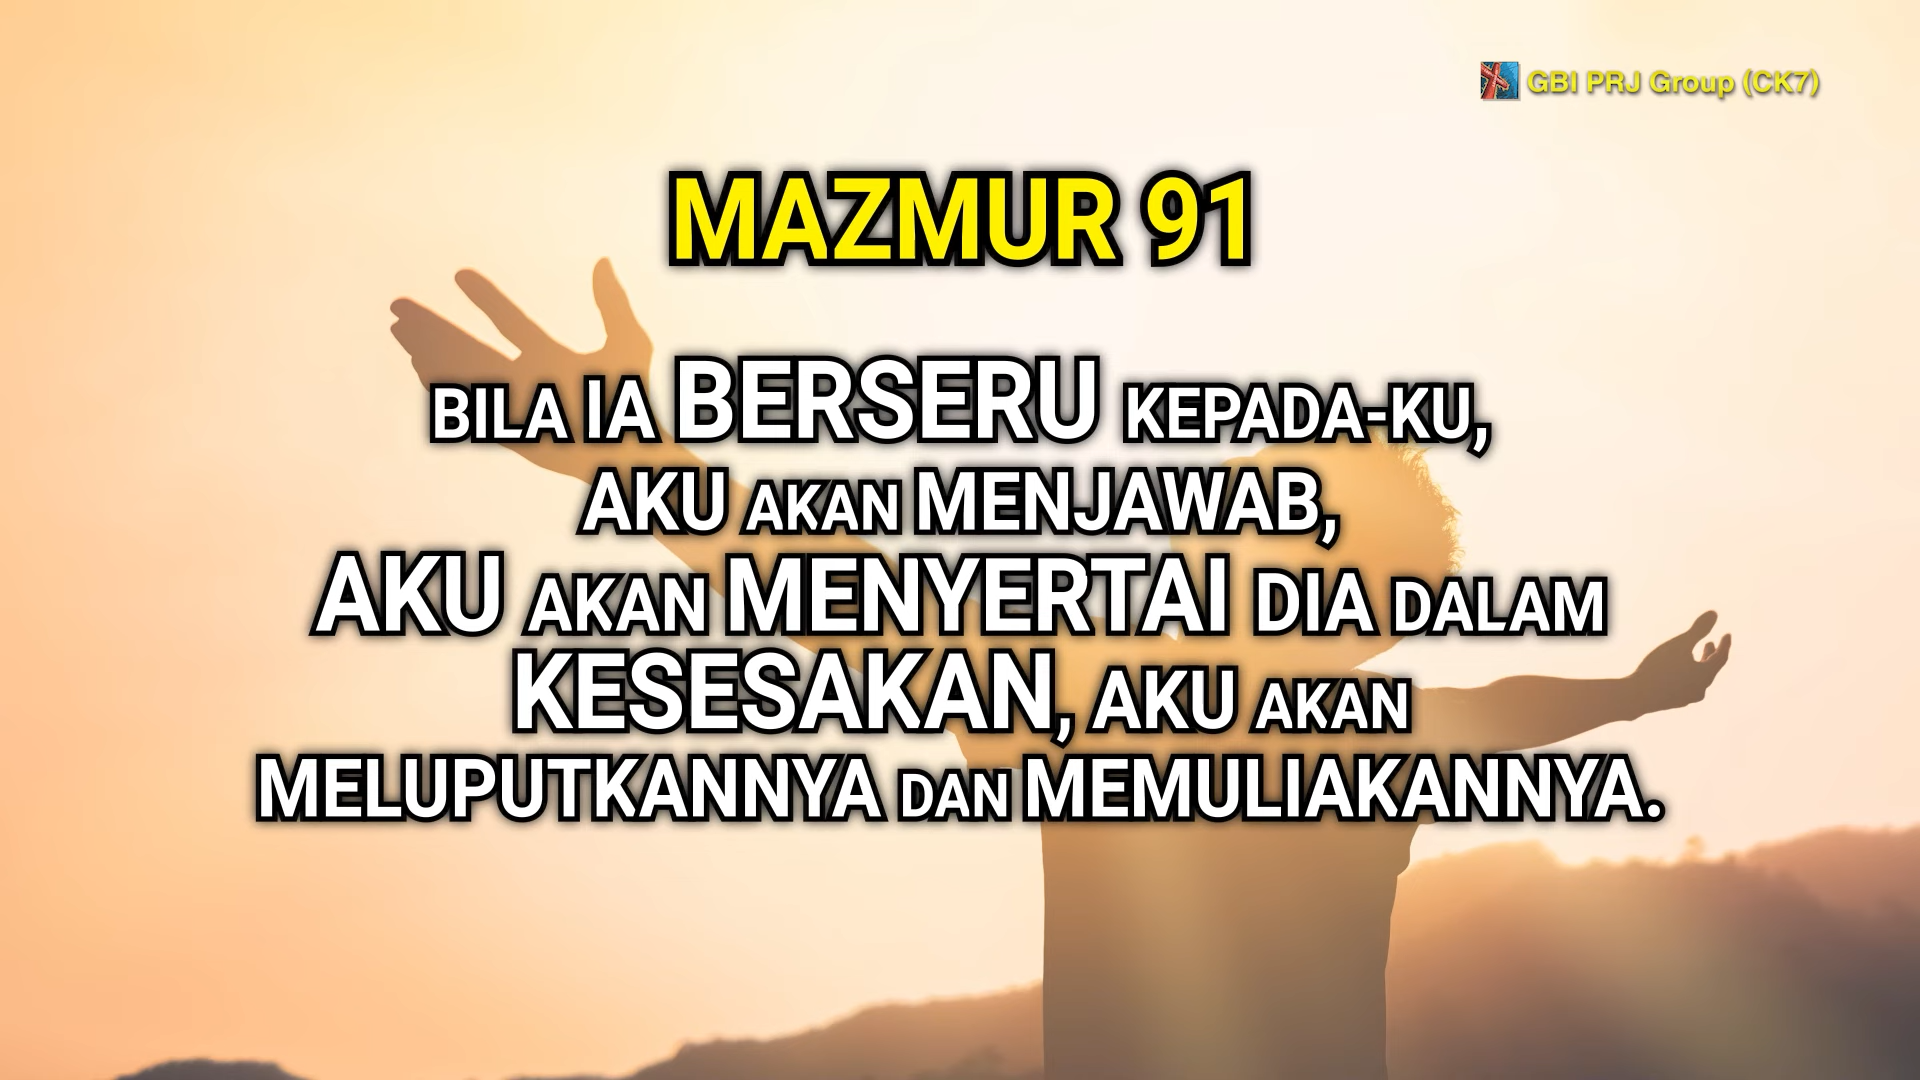 GBI PRJ Group (CK7)
MAZMUR 91
BILA IA BERSERU KEPADA-KU,
AKU AKAN MENJAWAB,
AKU AKAN MENYERTAI DIA DALAM
KESESAKAN, AKU AKAN
MELUPUTKANNYA DAN MEMULIAKANNYA.